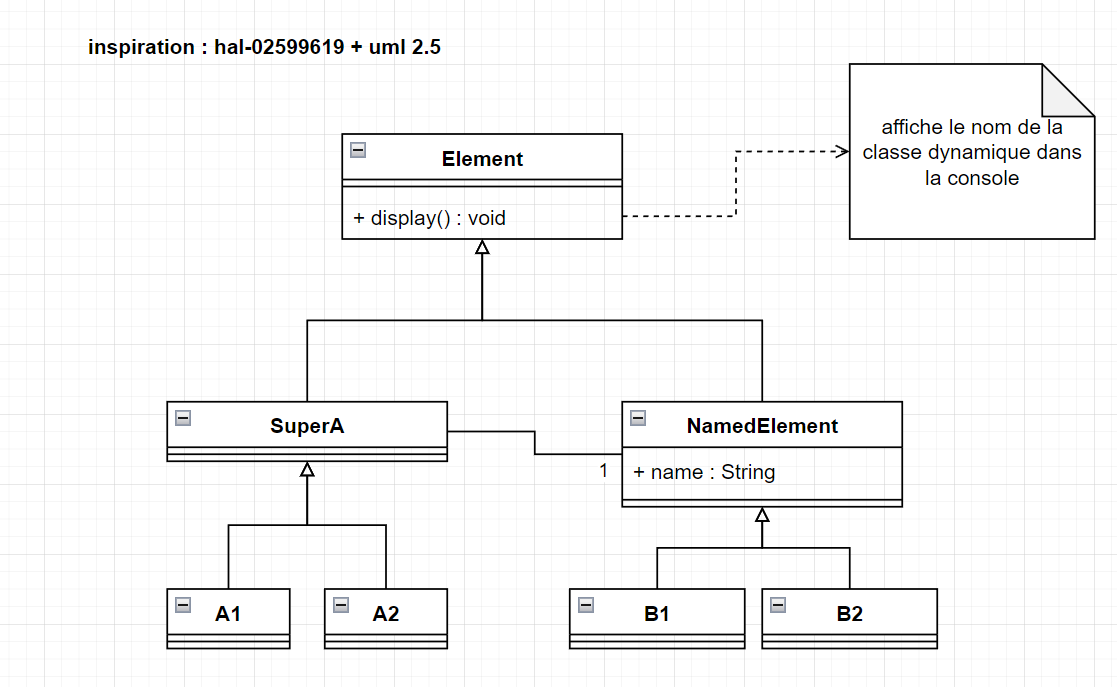 inspiration : hal-02599619 + uml 2.5
affiche le nom de la
classe dynamique dans
la console
Element
+ display() : void
SuperA
NamedElement
1
+ name : String
A1
A2
B1
B2